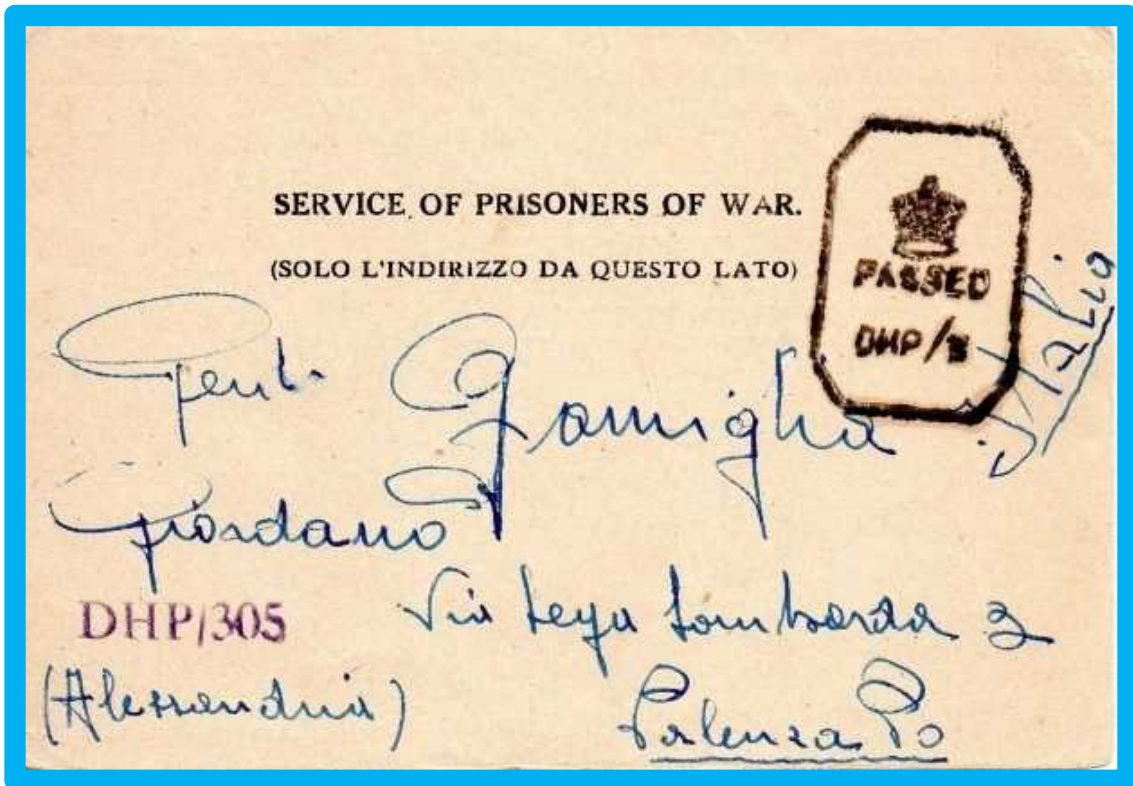 SERVICE OF PRISONERS OF WAR.
(SOLO L'INDIRIZZO DA QUESTO LATO)
PASSED
DHP/
Italia
Gent. Famiglia
Giordano
DHP/305
Via Lega Lombarda 3
(Alessandria)
Valenza Po